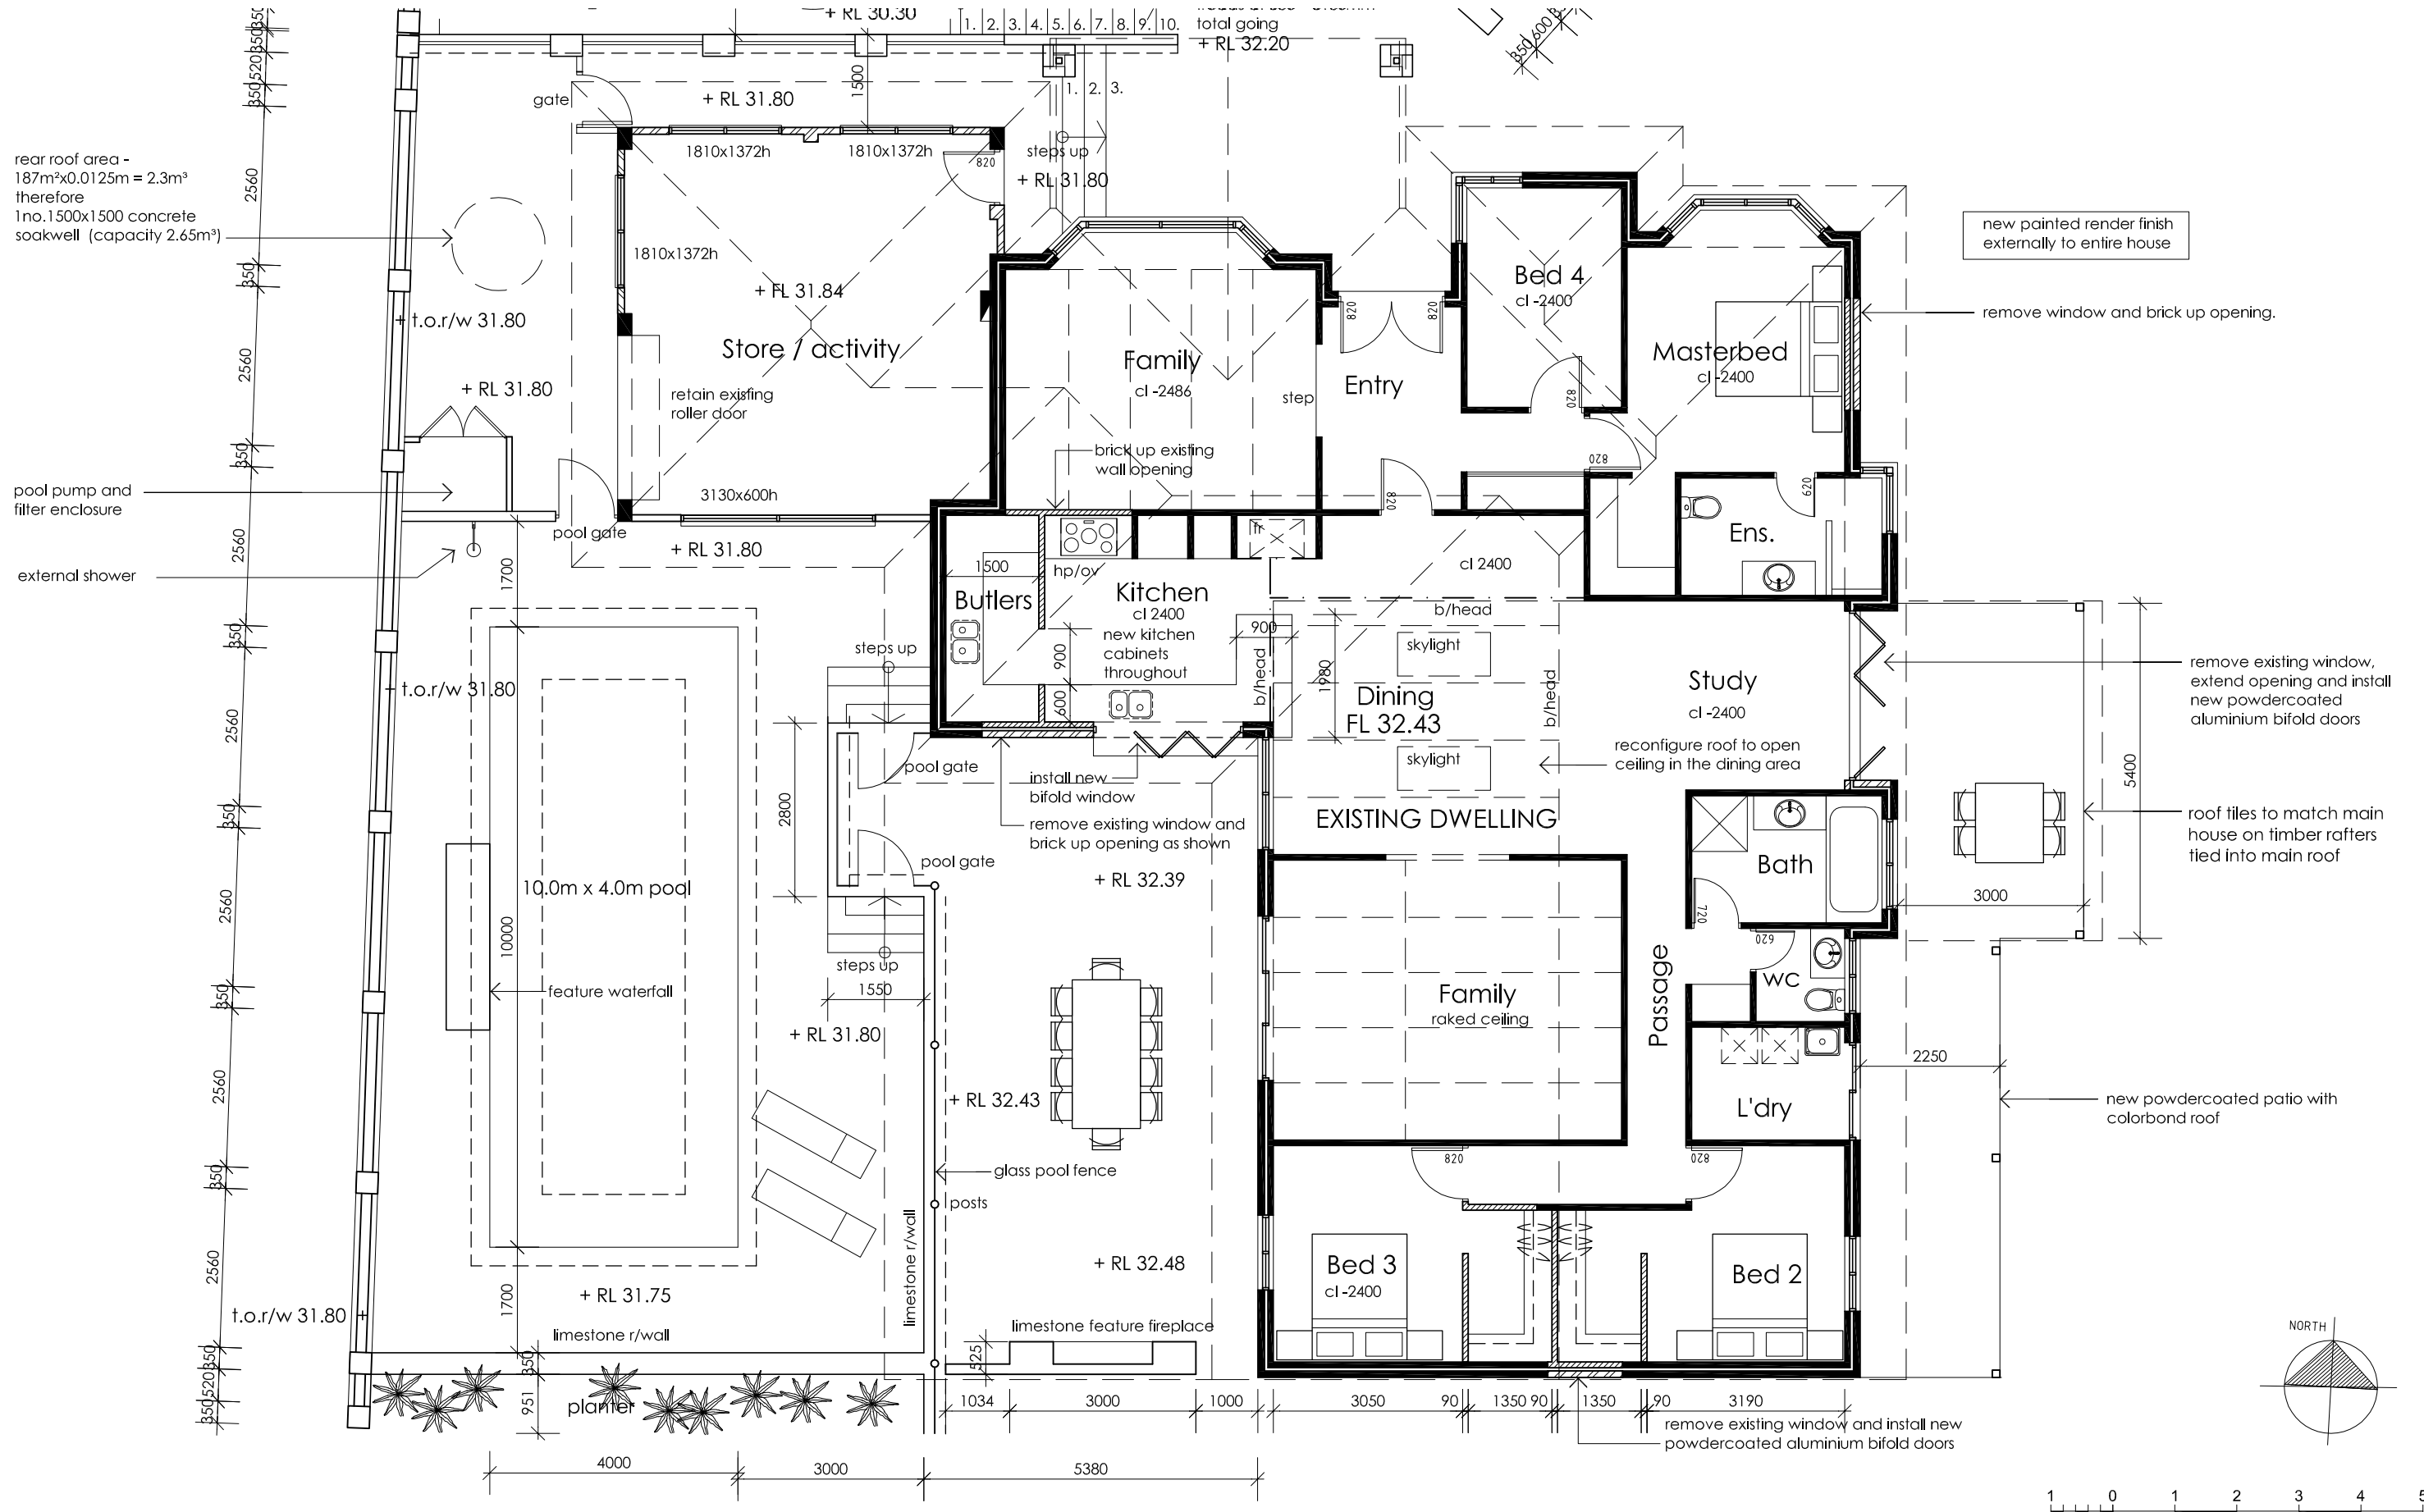 + RL 30.30
1. 2. 3. 4. 5. 6. 7. 8. 9. 10.
total going
+ RL 32.20
350
600
350
520
350
1500
gate
+ RL 31.80
1. 2. 3.
steps up
+ RL 31.80
rear roof area -
187m²x0.0125m = 2.3m³
therefore
1no.1500x1500 concrete
soakwell (capacity 2.65m³)
2560
350
1810x1372h
1810x1372h
820
1810x1372h
+ FL 31.84
Store / activity
retain existing
roller door
3130x600h
+ t.o.r/w 31.80
+ RL 31.80
2560
350
pool pump and
filter enclosure
external shower
pool gate
+ RL 31.80
Family
cl -2486
brick up existing
wall opening
step
Entry
820
820
820
Bed 4
cl -2400
820
820
Masterbed
cl -2400
new painted render finish
externally to entire house
remove window and brick up opening.
Ens.
620
2560
350
1700
1500
Butlers
hp/ov
Kitchen
cl 2400
new kitchen
cabinets
throughout
900
600
900
b/head
fr
1980
cl 2400
b/head
skylight
b/head
Dining
FL 32.43
skylight
Study
cl -2400
reconfigure roof to open
ceiling in the dining area
EXISTING DWELLING
remove existing window,
extend opening and install
new powdercoated
aluminium bifold doors
5400
roof tiles to match main
house on timber rafters
tied into main roof
3000
+ t.o.r/w 31.80
2560
350
steps up
pool gate
2800
install new
bifold window
remove existing window and
brick up opening as shown
pool gate
+ RL 32.39
10.0m x 4.0m pool
10000
feature waterfall
steps up
1550
+ RL 31.80
2560
350
Bath
720
620
WC
Passage
L'dry
Family
raked ceiling
2250
new powdercoated patio with
colorbond roof
2560
350
+ RL 32.43
glass pool fence
posts
limestone r/wall
+ RL 32.48
820
820
Bed 3
cl -2400
Bed 2
2560
350
520
350
t.o.r/w 31.80 +
1700
+ RL 31.75
limestone r/wall
350
951
planter
limestone feature fireplace
525
1034
3000
1000
3050
90
1350
90
1350
90
3190
remove existing window and install new
powdercoated aluminium bifold doors
4000
3000
5380
NORTH
1 0 1 2 3 4 5